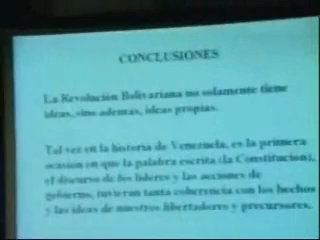 CONCLUSIONES
La Revolución Bolivariana no solamente tiene
ideas, sino además, ideas propias.
Tal vez en la historia de Venezuela, es la primera
ocasión en que la palabra escrita (la Constitución),
el discurso de los líderes y las acciones de
gobierno, tuvieran tanta coherencia con los hechos
y las ideas de nuestros libertadores y precursores.